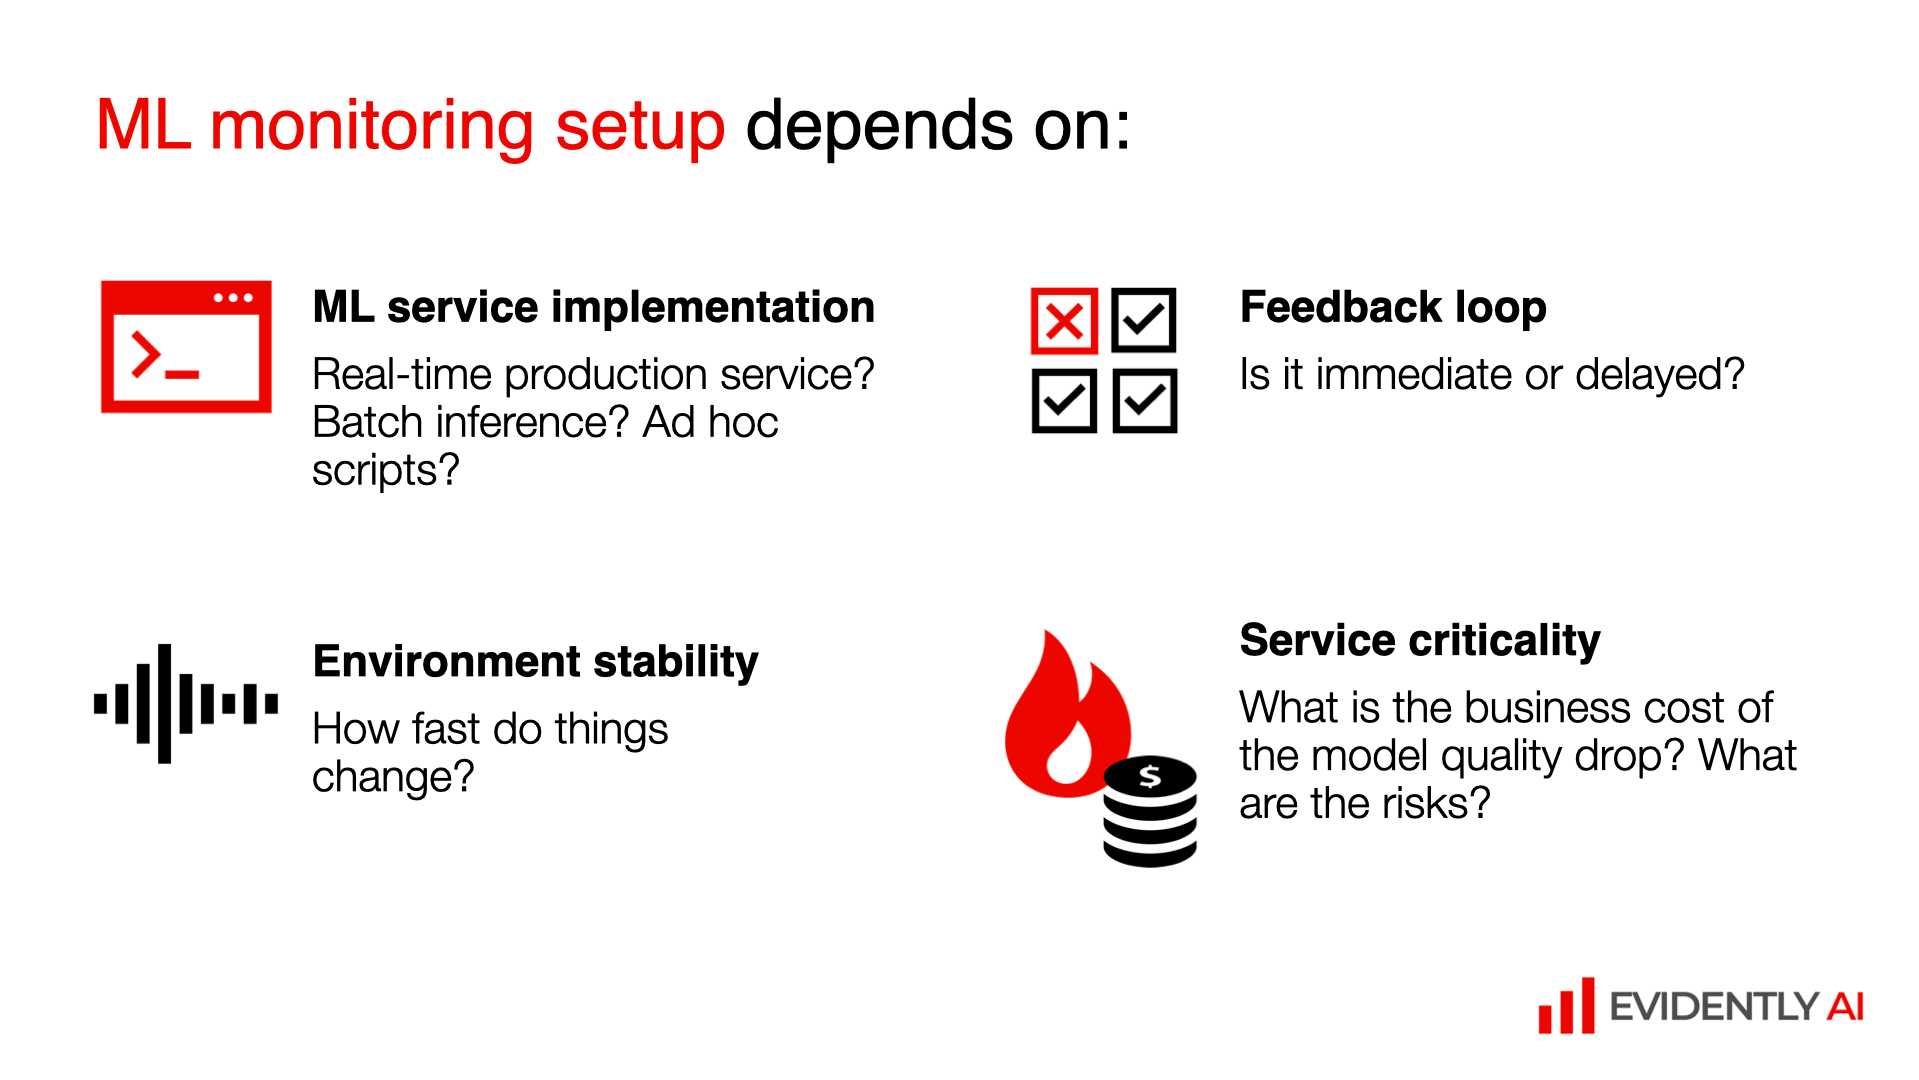 ML monitoring setup depends on:
ML service implementation
Real-time production service?
Batch inference? Ad hoc
scripts?
Feedback loop
Is it immediate or delayed?
Environment stability
How fast do things
change?
Service criticality
What is the business cost of
the model quality drop? What
are the risks?
$
EVIDENTLY AI